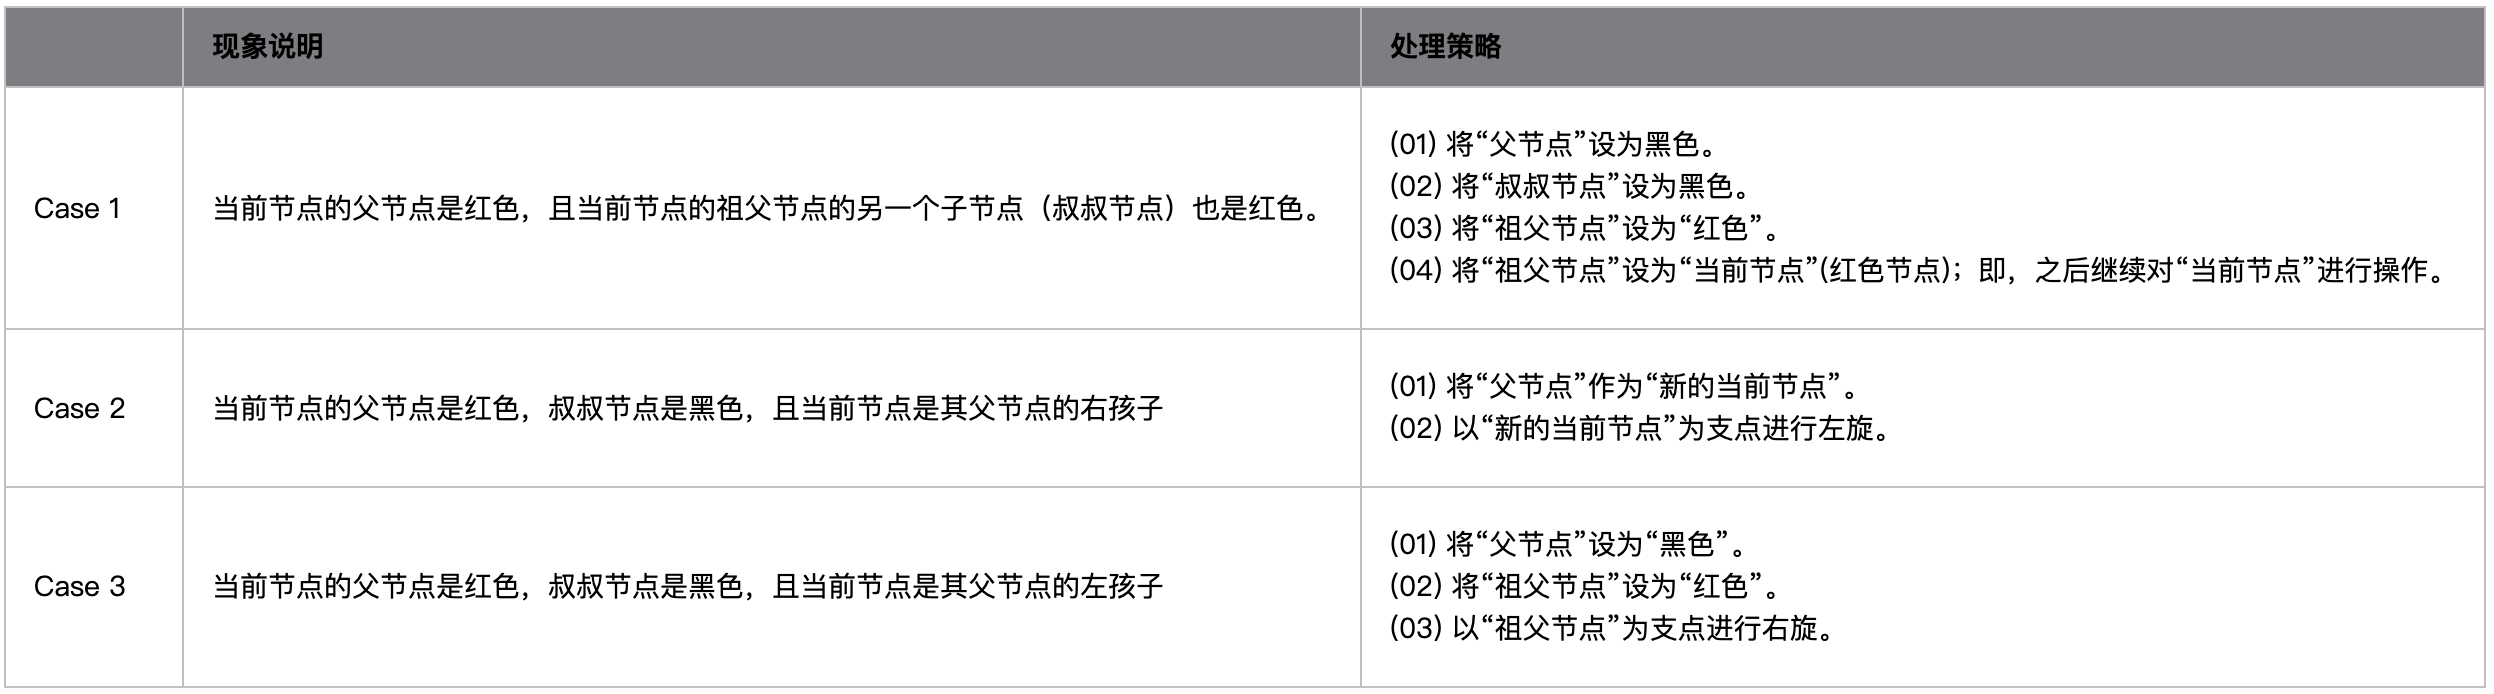 现象说明 处理策略
Case 1
当前节点的父节点是红色，且当前节点的祖父节点的另一个子节点（叔叔节点）也是红色。
(01) 将“父节点”设为黑色。
(02) 将“叔叔节点”设为黑色。
(03) 将“祖父节点”设为“红色”。
(04) 将“祖父节点”设为“当前节点”(红色节点)；即，之后继续对“当前节点”进行操作。
Case 2
当前节点的父节点是红色，叔叔节点是黑色，且当前节点是其父节点的右孩子
(01) 将“父节点”作为“新的当前节点”。
(02) 以“新的当前节点”为支点进行左旋。
Case 3
当前节点的父节点是红色，叔叔节点是黑色，且当前节点是其父节点的左孩子
(01) 将“父节点”设为“黑色”。
(02) 将“祖父节点”设为“红色”。
(03) 以“祖父节点”为支点进行右旋。